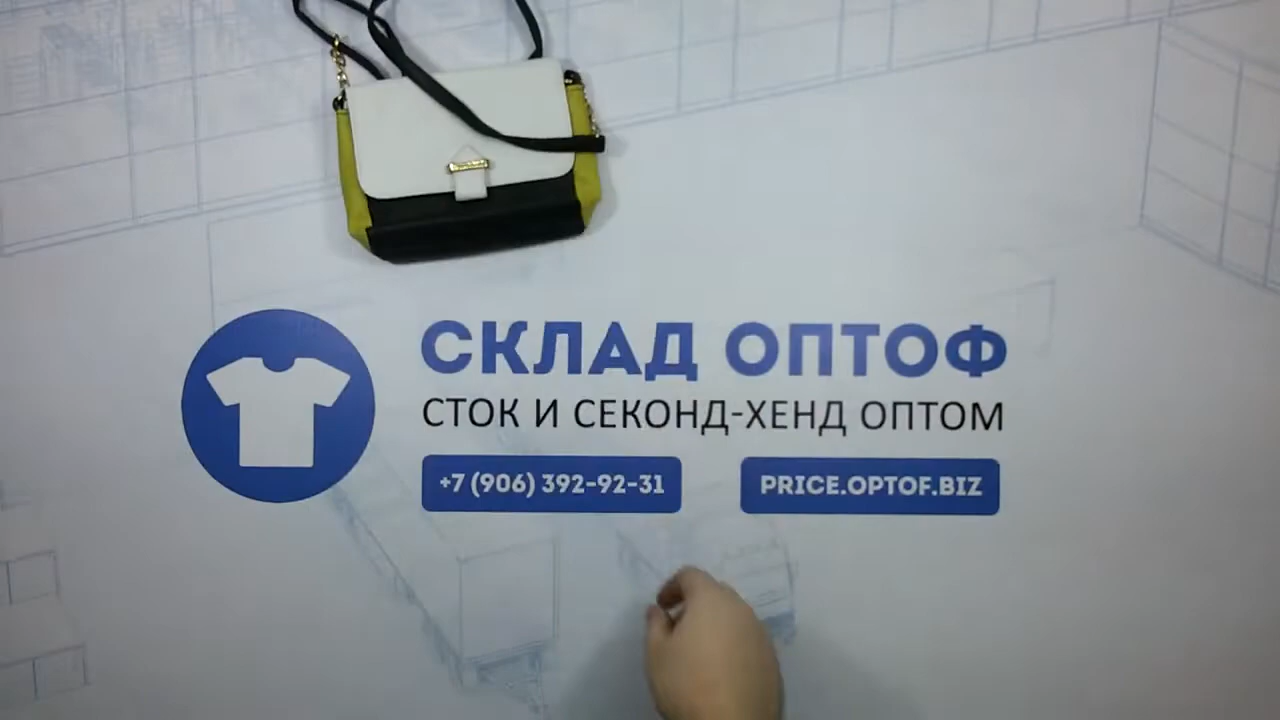 СКЛАД ОПТОФ
СТОК И СЕКОНД-ХЕНД ОПТОМ
+7 (906) 392-92-31
PRICE.OPTOF.BIZ